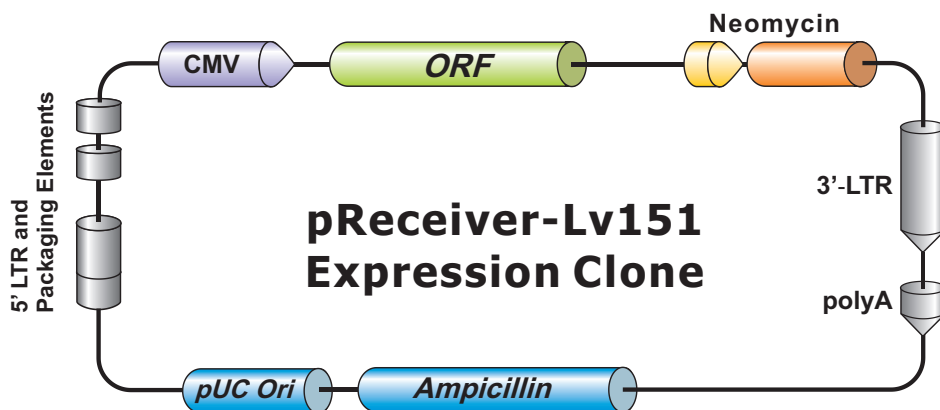 Neomycin
CMV
ORF
5' LTR and
Packaging Elements
3'-LTR
pReceiver-Lv151
Expression Clone
polyA
pUC Ori
Ampicillin